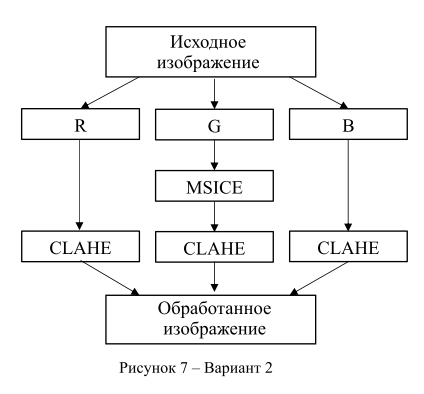 Исходное
изображение
R
G
B
MSICE
CLAHE
CLAHE
CLAHE
Обработанное
изображение
Рисунок 7 – Вариант 2